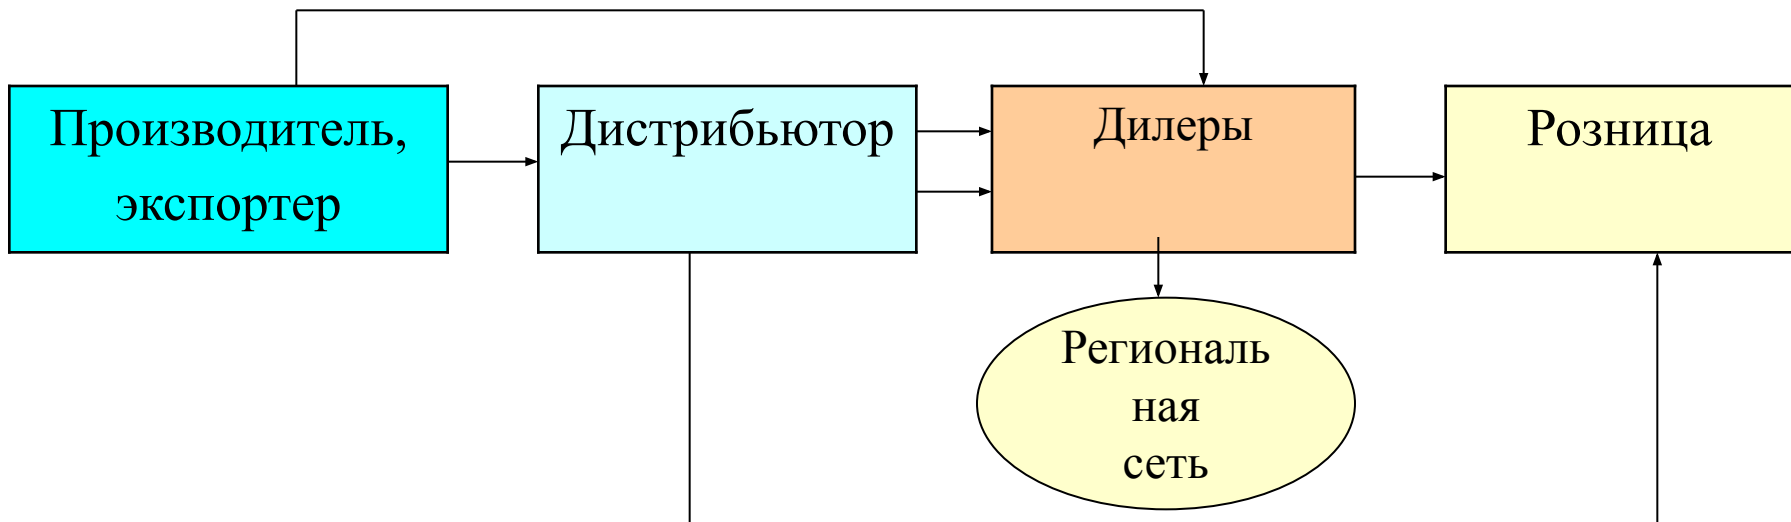 Производитель,
экспортер
Дистрибьютор
Дилеры
Розница
Региональ
ная
сеть